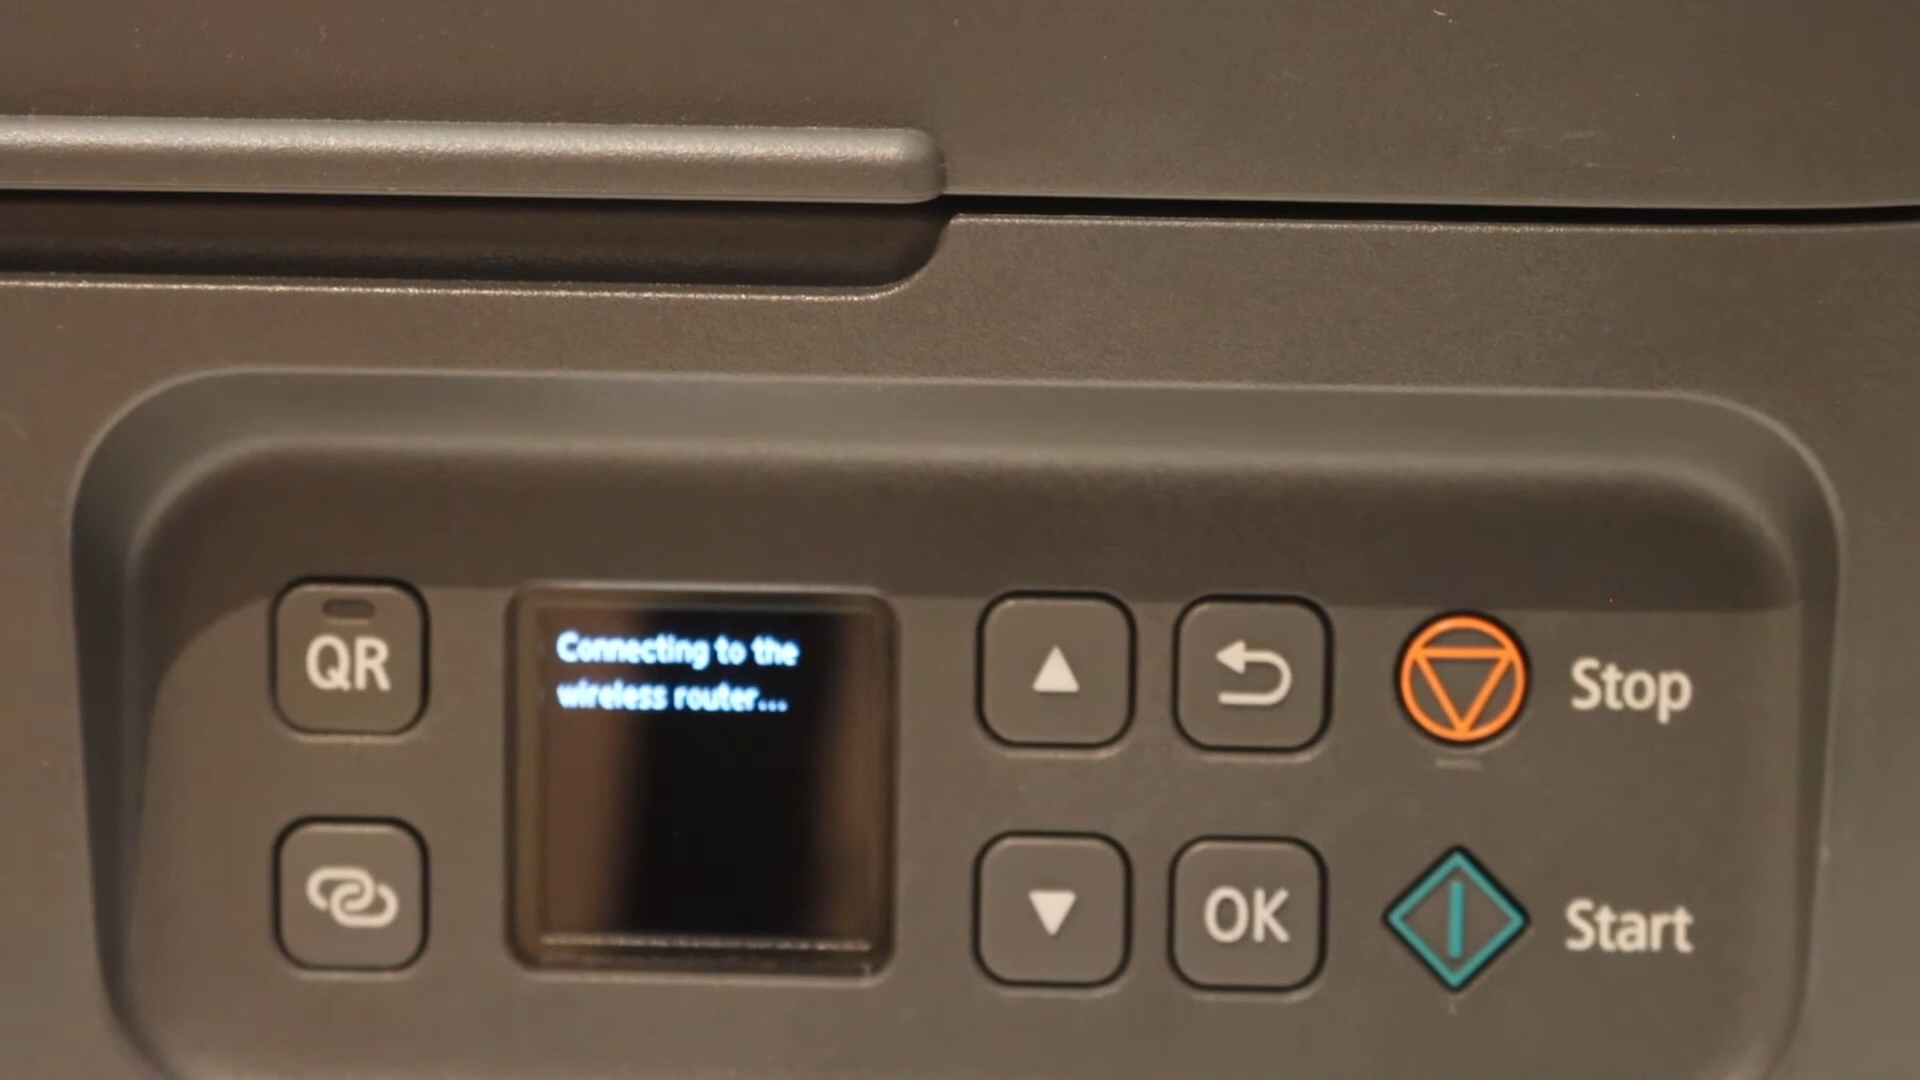 QR
Connecting to the
wireless router...
Stop
OK
Start